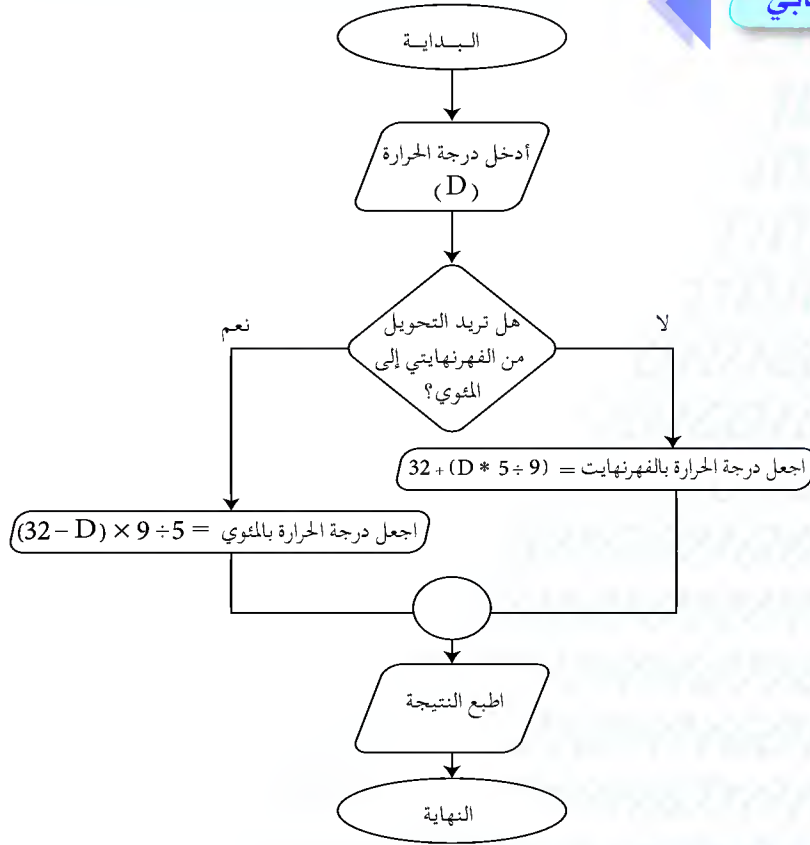 البداية
أدخل درجة الحرارة
(D)
هل تريد التحويل
من الفهرنهايتي إلى
المئوي؟
لا
نعم
اجعل درجة الحرارة بالفهرنهايت = 32 + (D * 5 ÷ 9)
اجعل درجة الحرارة بالمئوي = (32 − D) × 9 ÷ 5
اطبع النتيجة
النهاية